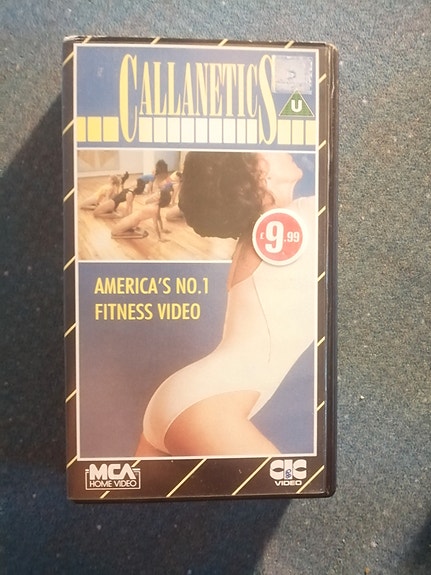 CALLANETICS
U
£9.99
AMERICA'S NO.1
FITNESS VIDEO
MCA
HOME VIDEO
CIC
VIDEO